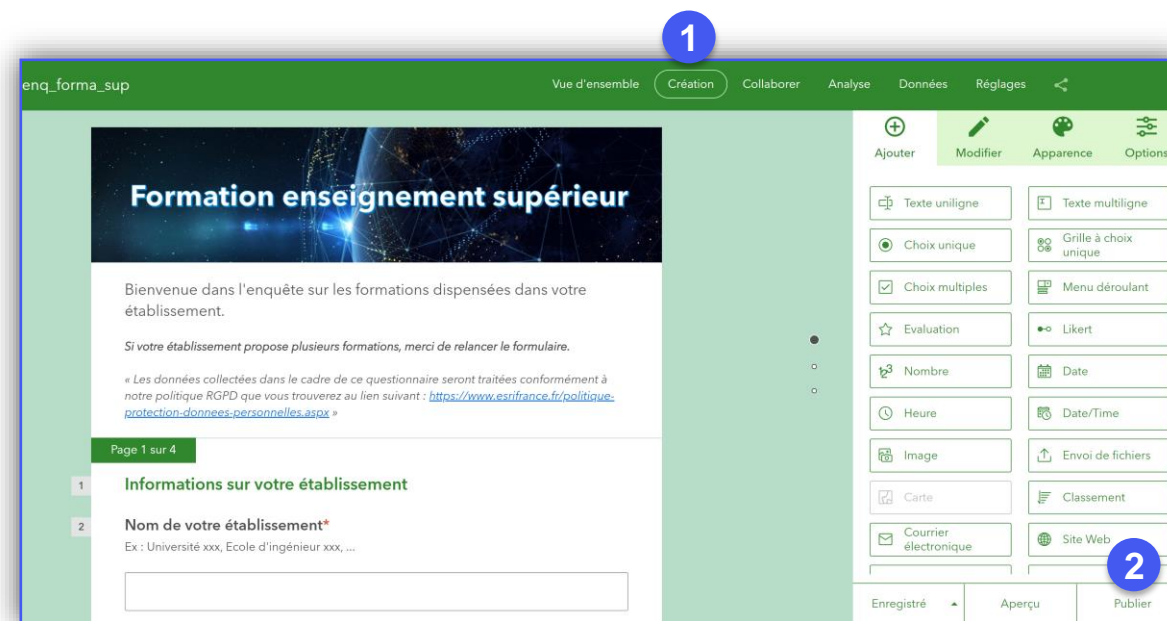 1
enq_forma_sup
Vue d'ensemble
Création
Collaborer
Analyse
Données
Réglages
Ajouter
Modifier
Apparence
Options
Formation enseignement supérieur
Bienvenue dans l'enquête sur les formations dispensées dans votre
établissement.
Si votre établissement propose plusieurs formations, merci de relancer le formulaire.
« Les données collectées dans le cadre de ce questionnaire seront traitées conformément à
notre politique RGPD que vous trouverez au lien suivant : https://www.esrifrance.fr/politique-
protection-donnees-personnelles.aspx »
Page 1 sur 4
1
Informations sur votre établissement
2
Nom de votre établissement*
Ex : Université xxx, Ecole d'ingénieur xxx, ...
Texte uniligne
Texte multiligne
Choix unique
Grille à choix
unique
Choix multiples
Menu déroulant
Evaluation
Likert
Nombre
Date
Heure
Date/Time
Image
Envoi de fichiers
Carte
Classement
Courrier
électronique
Site Web
2
Enregistré
Aperçu
Publier